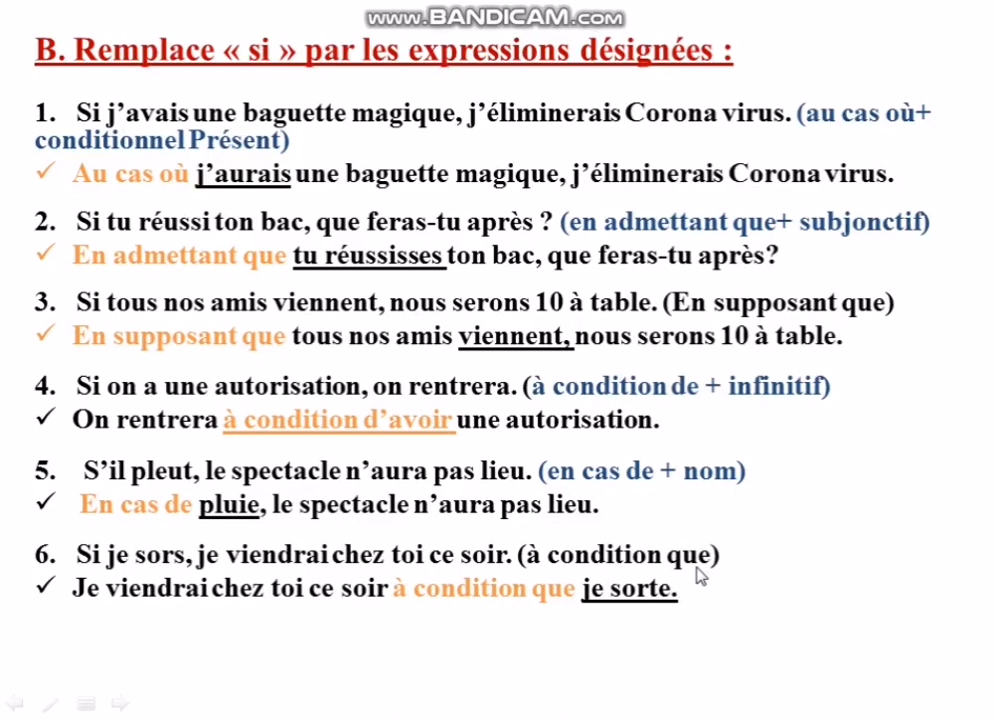 www.BANDICAM.com
B. Remplace « si » par les expressions désignées :
1. Si j’avais une baguette magique, j’éliminerais Corona virus. (au cas où+
conditionnel Présent)
✓ Au cas où j’aurais une baguette magique, j’éliminerais Corona virus.
2. Si tu réussi ton bac, que feras-tu après ? (en admettant que+ subjonctif)
✓ En admettant que tu réussisses ton bac, que feras-tu après?
3. Si tous nos amis viennent, nous serons 10 à table. (En supposant que)
✓ En supposant que tous nos amis viennent, nous serons 10 à table.
4. Si on a une autorisation, on rentrera. (à condition de + infinitif)
✓ On rentrera à condition d’avoir une autorisation.
5. S’il pleut, le spectacle n’aura pas lieu. (en cas de + nom)
✓ En cas de pluie, le spectacle n’aura pas lieu.
6. Si je sors, je viendrai chez toi ce soir. (à condition que)
✓ Je viendrai chez toi ce soir à condition que je sorte.